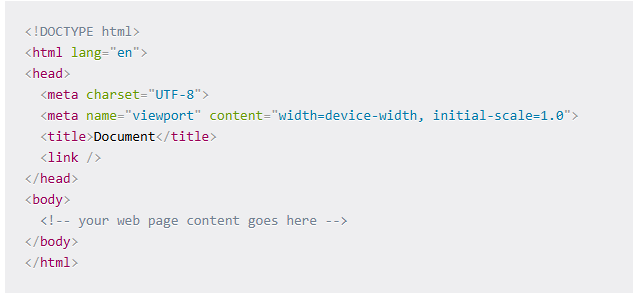 <!DOCTYPE html>
<html lang="en">
<head>
  <meta charset="UTF-8">
  <meta name="viewport" content="width=device-width, initial-scale=1.0">
  <title>Document</title>
  <link />
</head>
<body>
  <!-- your web page content goes here -->
</body>
</html>